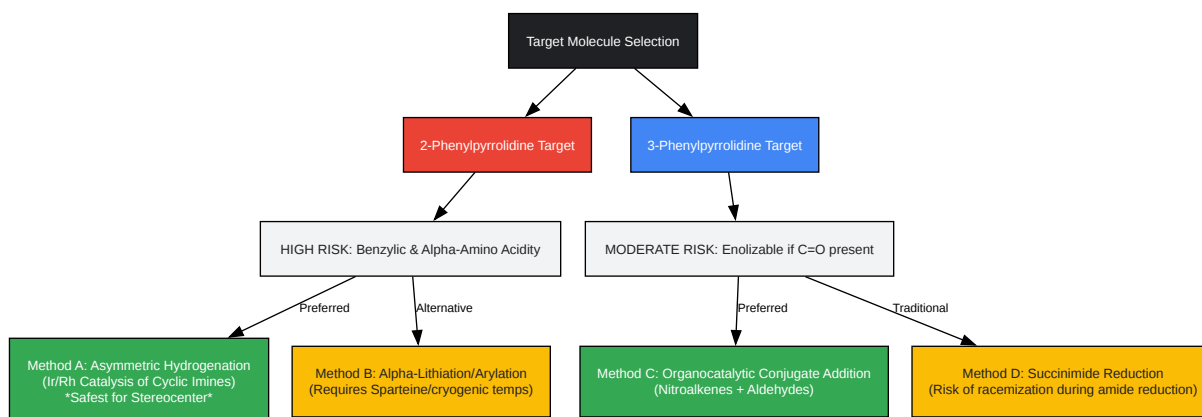 Target Molecule Selection
2-Phenylpyrrolidine Target
3-Phenylpyrrolidine Target
HIGH RISK: Benzylic & Alpha-Amino Acidity
MODERATE RISK: Enolizable if C=O present
Preferred
Alternative
Preferred
Traditional
Method A: Asymmetric Hydrogenation
(Ir/Rh Catalysis of Cyclic Imines)
*Safest for Stereocenter*
Method B: Alpha-Lithiation/Arylation
(Requires Sparteine/cryogenic temps)
Method C: Organocatalytic Conjugate Addition
(Nitroalkenes + Aldehydes)
Method D: Succinimide Reduction
(Risk of racemization during amide reduction)